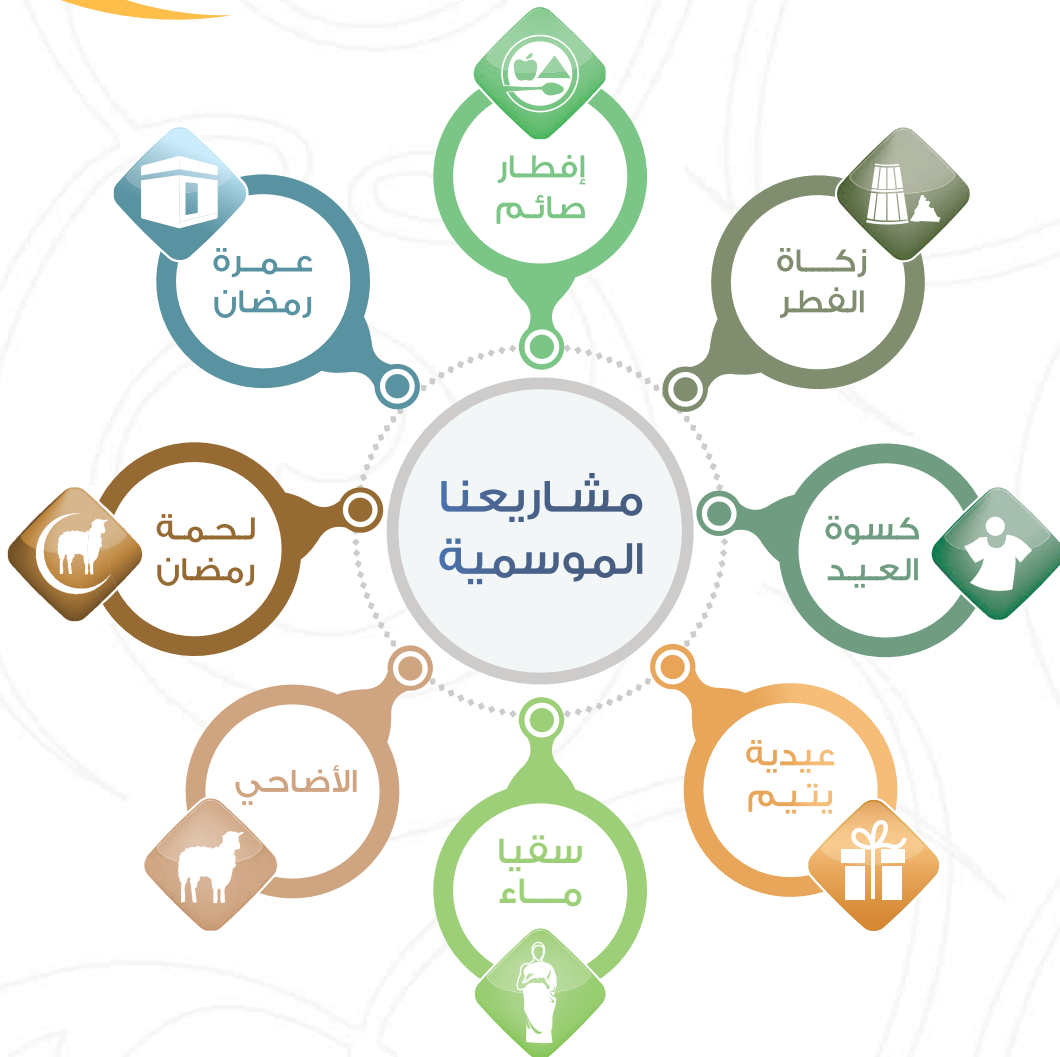 إفطار
صائم
زكاة
الفطر
كسوة
العيد
عيدية
يتيم
سقيا
ماء
الأضاحي
لحمة
رمضان
عمرة
رمضان
مشاريعنا
الموسمية